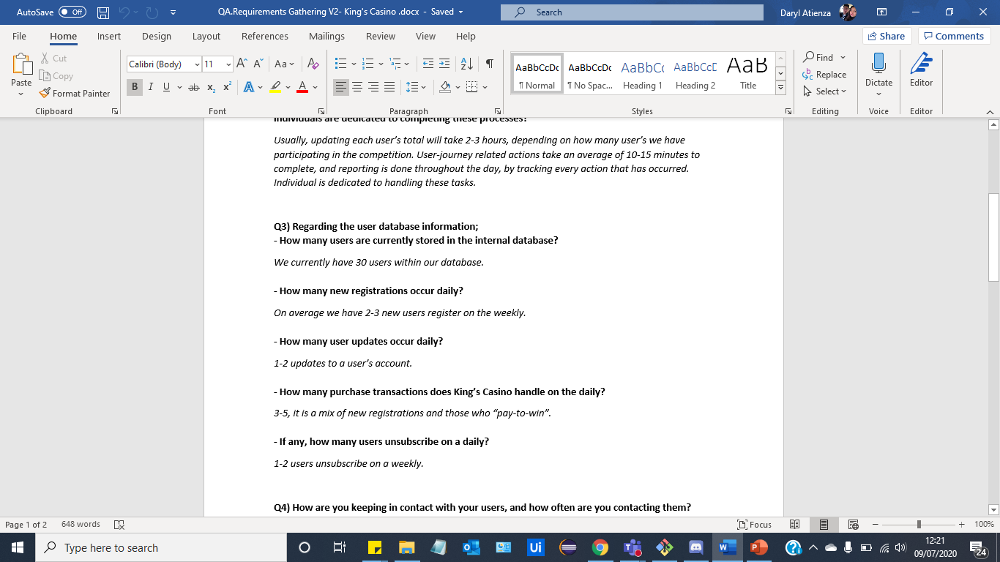 AutoSave Off QA.Requirements Gathering V2- King's Casino .docx - Saved Search Daryl Atienza
File Home Insert Design Layout References Mailings Review View Help Share Comments
Paste Cut Copy Format Painter
Calibri (Body) 11 A A Aa A
B I U ab x₂ x² A A
AaBbCcDc AaBbCcDc AaBbCc AaBbCcD AaB
¶ Normal ¶ No Spac... Heading 1 Heading 2 Title
Find Replace Select Dictate Editor
Clipboard Font Paragraph Styles Editing Voice Editor
individuals are dedicated to completing these processes?
Usually, updating each user’s total will take 2-3 hours, depending on how many user’s we have
participating in the competition. User-journey related actions take an average of 10-15 minutes to
complete, and reporting is done throughout the day, by tracking every action that has occurred.
Individual is dedicated to handling these tasks.
Q3) Regarding the user database information;
- How many users are currently stored in the internal database?
We currently have 30 users within our database.
- How many new registrations occur daily?
On average we have 2-3 new users register on the weekly.
- How many user updates occur daily?
1-2 updates to a user’s account.
- How many purchase transactions does King’s Casino handle on the daily?
3-5, it is a mix of new registrations and those who “pay-to-win”.
- If any, how many users unsubscribe on a daily?
1-2 users unsubscribe on a weekly.
Q4) How are you keeping in contact with your users, and how often are you contacting them?
Page 1 of 2 648 words Focus 100%
Type here to search Ui 12:21
09/07/2020 24